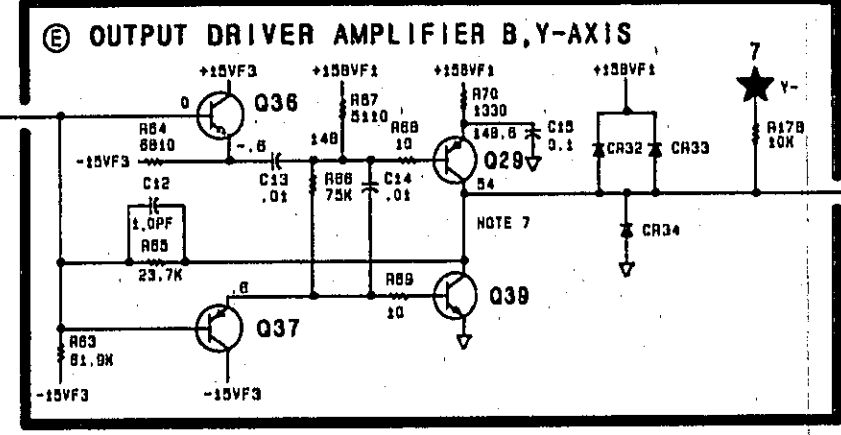 Ⓔ OUTPUT DRIVER AMPLIFIER B,Y-AXIS
7
+15VF3
+158VF1
+158VF1
+158VF1
Y-
0
Q36
R67
5110
R70
1330
R64
6810
-.6
148
R68
10
148.6
C15
0.1
R178
10K
-15VF3
Q29
CR32
CR33
C12
C13
.01
R66
75K
C14
.01
54
1.0PF
NOTE 7
CR34
R65
23.7K
.6
R69
10
Q39
Q37
R63
61.9K
-15VF3
-15VF3